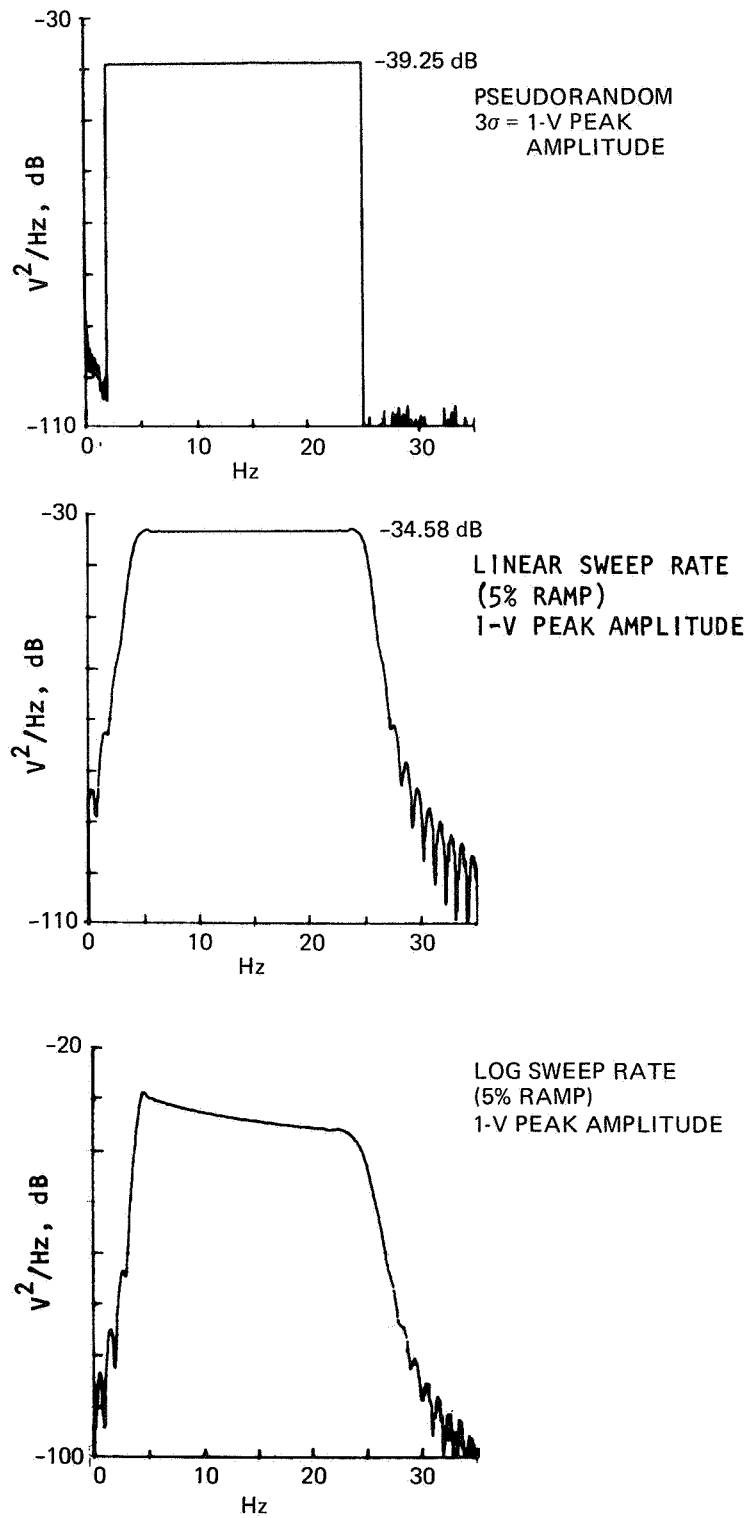 -30
-39.25 dB
PSEUDORANDOM
3σ = 1-V PEAK
AMPLITUDE
V²/Hz, dB
-110
0 10 20 30
Hz
-30
-34.58 dB
LINEAR SWEEP RATE
(5% RAMP)
1-V PEAK AMPLITUDE
V²/Hz, dB
-110
0 10 20 30
Hz
-20
LOG SWEEP RATE
(5% RAMP)
1-V PEAK AMPLITUDE
V²/Hz, dB
-100
0 10 20 30
Hz